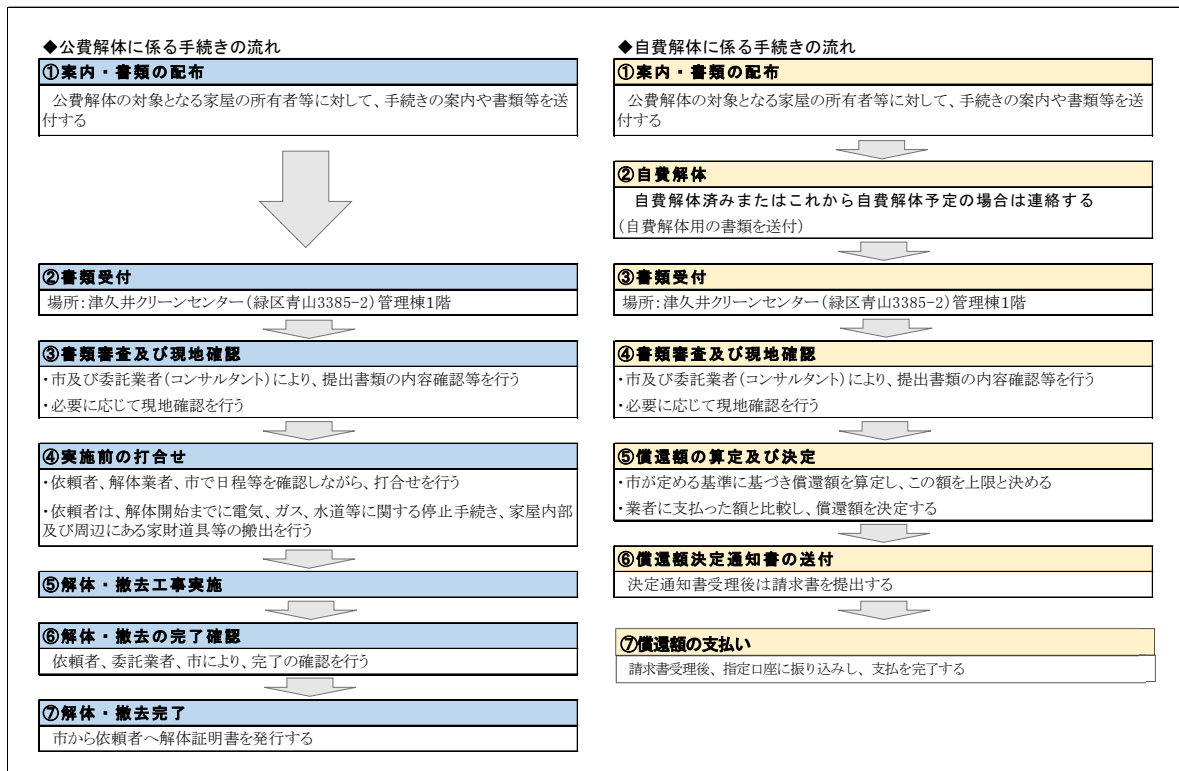 ◆公費解体に係る手続きの流れ
①案内・書類の配布
公費解体の対象となる家屋の所有者等に対して、手続きの案内や書類等を送
付する
②書類受付
場所:津久井クリーンセンター(緑区青山3385-2)管理棟1階
③書類審査及び現地確認
・市及び委託業者(コンサルタント)により、提出書類の内容確認等を行う
・必要に応じて現地確認を行う
④実施前の打合せ
・依頼者、解体業者、市で日程等を確認しながら、打合せを行う
・依頼者は、解体開始までに電気、ガス、水道等に関する停止手続き、家屋内部
及び周辺にある家財道具等の搬出を行う
⑤解体・撤去工事実施
⑥解体・撤去の完了確認
依頼者、委託業者、市により、完了の確認を行う
⑦解体・撤去完了
市から依頼者へ解体証明書を発行する
◆自費解体に係る手続きの流れ
①案内・書類の配布
公費解体の対象となる家屋の所有者等に対して、手続きの案内や書類等を送
付する
②自費解体
自費解体済みまたはこれから自費解体予定の場合は連絡する
(自費解体用の書類を送付)
③書類受付
場所:津久井クリーンセンター(緑区青山3385-2)管理棟1階
④書類審査及び現地確認
・市及び委託業者(コンサルタント)により、提出書類の内容確認等を行う
・必要に応じて現地確認を行う
⑤償還額の算定及び決定
・市が定める基準に基づき償還額を算定し、この額を上限と決める
・業者に支払った額と比較し、償還額を決定する
⑥償還額決定通知書の送付
決定通知書受理後は請求書を提出する
⑦償還額の支払い
請求書受理後、指定口座に振り込みし、支払を完了する